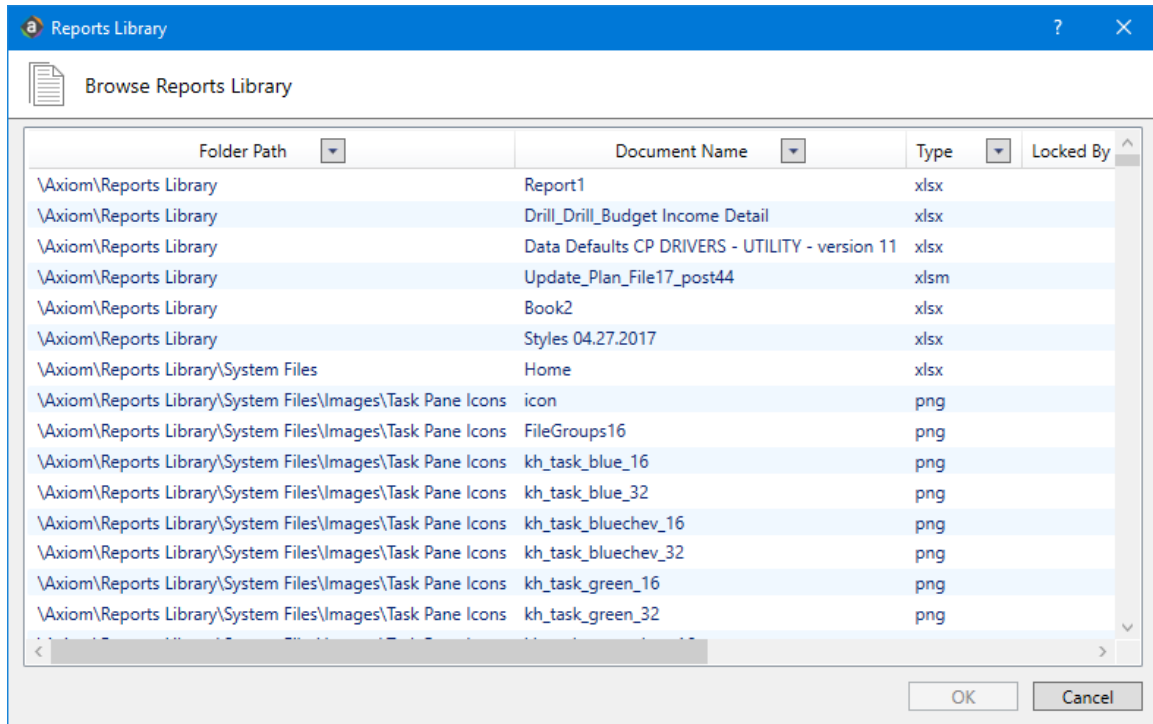 a Reports Library ?
Browse Reports Library
Folder Path Document Name Type Locked By
\Axiom\Reports Library Report1 xlsx
\Axiom\Reports Library Drill_Drill_Budget Income Detail xlsx
\Axiom\Reports Library Data Defaults CP DRIVERS - UTILITY - version 11 xlsx
\Axiom\Reports Library Update_Plan_File17_post44 xlsm
\Axiom\Reports Library Book2 xlsx
\Axiom\Reports Library Styles 04.27.2017 xlsx
\Axiom\Reports Library\System Files Home xlsx
\Axiom\Reports Library\System Files\Images\Task Pane Icons icon png
\Axiom\Reports Library\System Files\Images\Task Pane Icons FileGroups16 png
\Axiom\Reports Library\System Files\Images\Task Pane Icons kh_task_blue_16 png
\Axiom\Reports Library\System Files\Images\Task Pane Icons kh_task_blue_32 png
\Axiom\Reports Library\System Files\Images\Task Pane Icons kh_task_bluechev_16 png
\Axiom\Reports Library\System Files\Images\Task Pane Icons kh_task_bluechev_32 png
\Axiom\Reports Library\System Files\Images\Task Pane Icons kh_task_green_16 png
\Axiom\Reports Library\System Files\Images\Task Pane Icons kh_task_green_32 png
OK Cancel